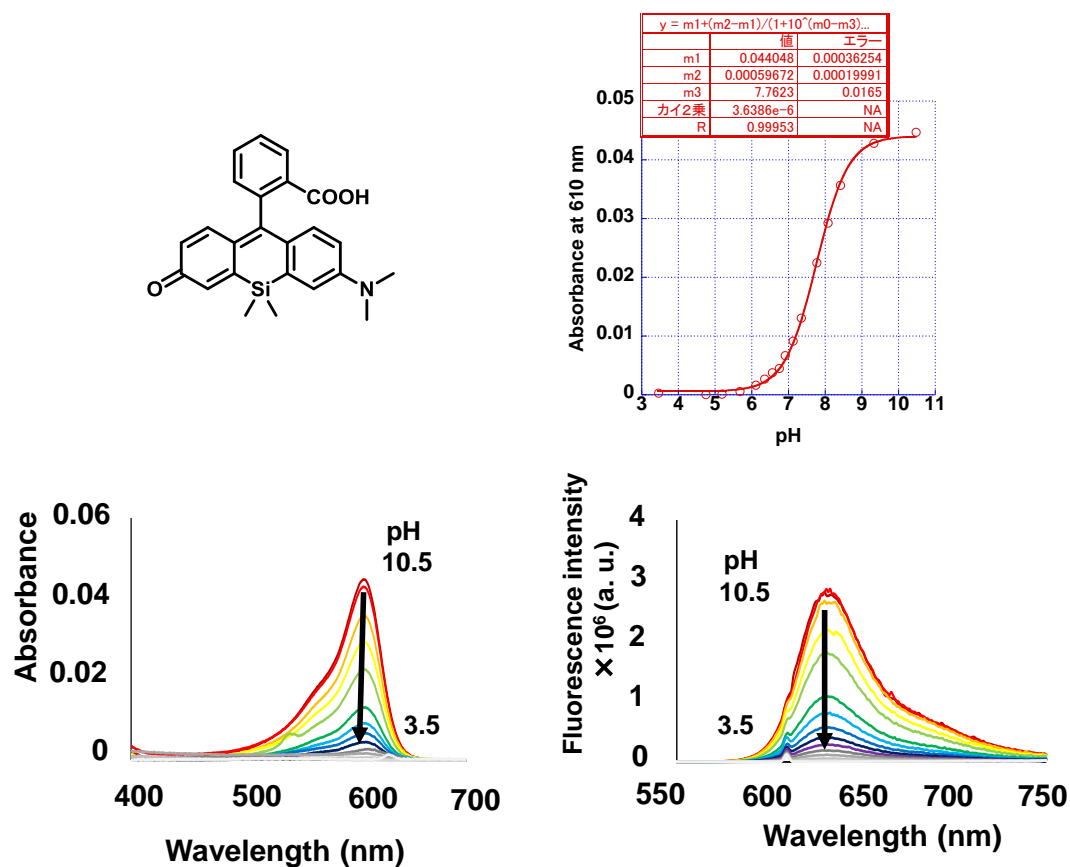 COOH
O
Si
N
y = m1+(m2-m1)/(1+10^(m0-m3)...
値 エラー
m1 0.044048 0.00036254
m2 0.00059672 0.00019991
m3 7.7623 0.0165
カイ2乗 3.6386e-6 NA
R 0.99953 NA
Absorbance at 610 nm
0.05
0.04
0.03
0.02
0.01
0
3 4 5 6 7 8 9 10 11
pH
Absorbance
0.06
0.04
0.02
0
pH
10.5
3.5
400 500 600 700
Wavelength (nm)
Fluorescence intensity
×10⁶ (a. u.)
4
3
2
1
0
pH
10.5
3.5
550 600 650 700 750
Wavelength (nm)